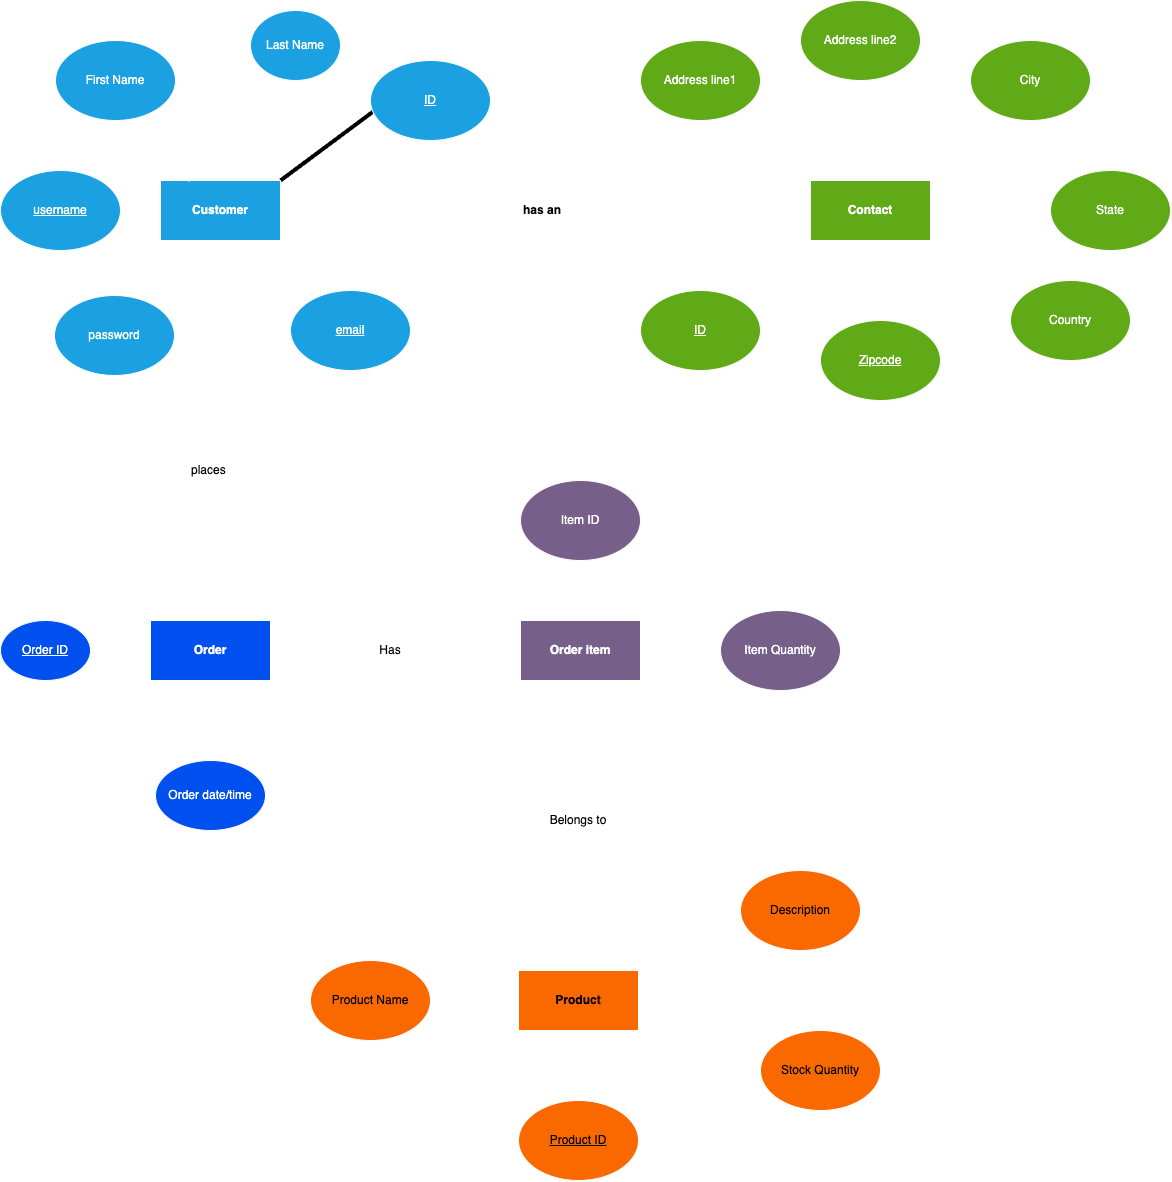 Last Name
First Name
ID
Address line1
Address line2
City
username
Customer
has an
Contact
State
password
email
ID
Zipcode
Country
places
Item ID
Order ID
Order
Has
Order item
Item Quantity
Order date/time
Belongs to
Description
Product Name
Product
Stock Quantity
Product ID